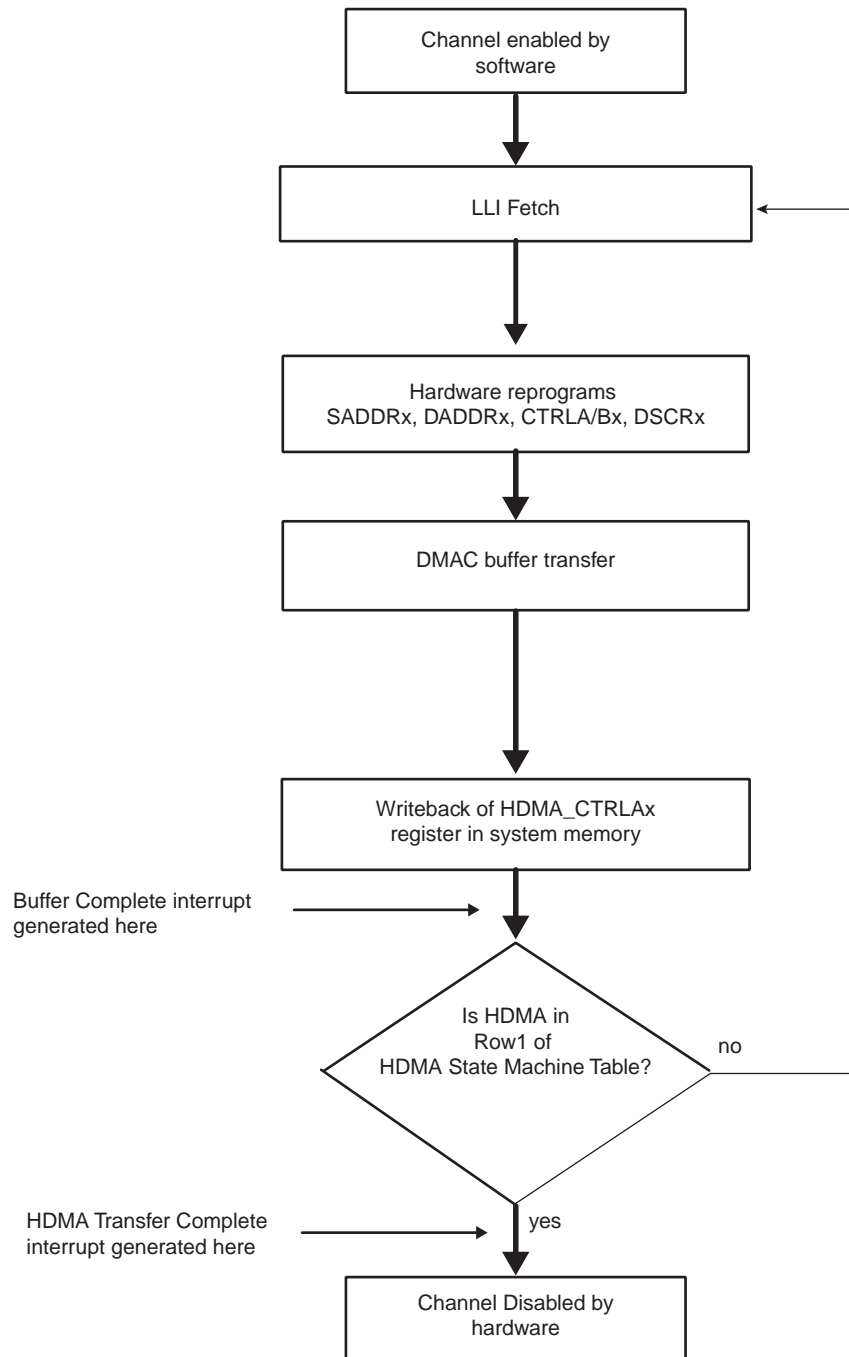 Channel enabled by
software
LLI Fetch
Hardware reprograms
SADDRx, DADDRx, CTRLA/Bx, DSCRx
DMAC buffer transfer
Writeback of HDMA_CTRLAx
register in system memory
Buffer Complete interrupt
generated here
Is HDMA in
Row1 of
HDMA State Machine Table?
no
HDMA Transfer Complete
interrupt generated here
yes
Channel Disabled by
hardware